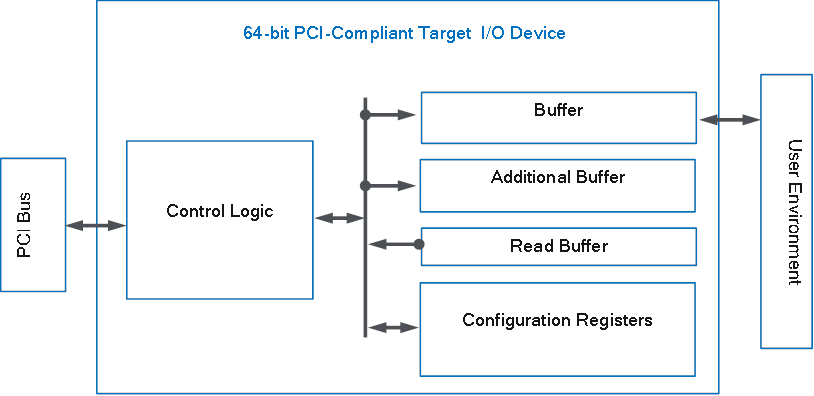 64-bit PCI-Compliant Target I/O Device
Buffer
Additional Buffer
Control Logic
Read Buffer
Configuration Registers
PCI Bus
User Environment